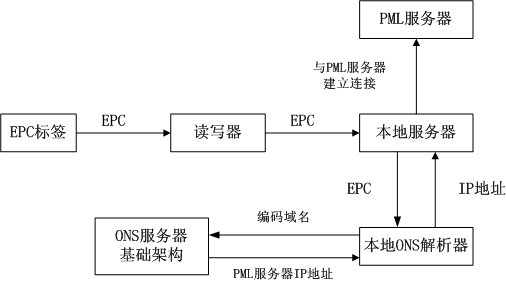 PML服务器
与PML服务器
建立连接
EPC标签
EPC
读写器
EPC
本地服务器
EPC
IP地址
ONS服务器
基础架构
编码域名
PML服务器IP地址
本地ONS解析器